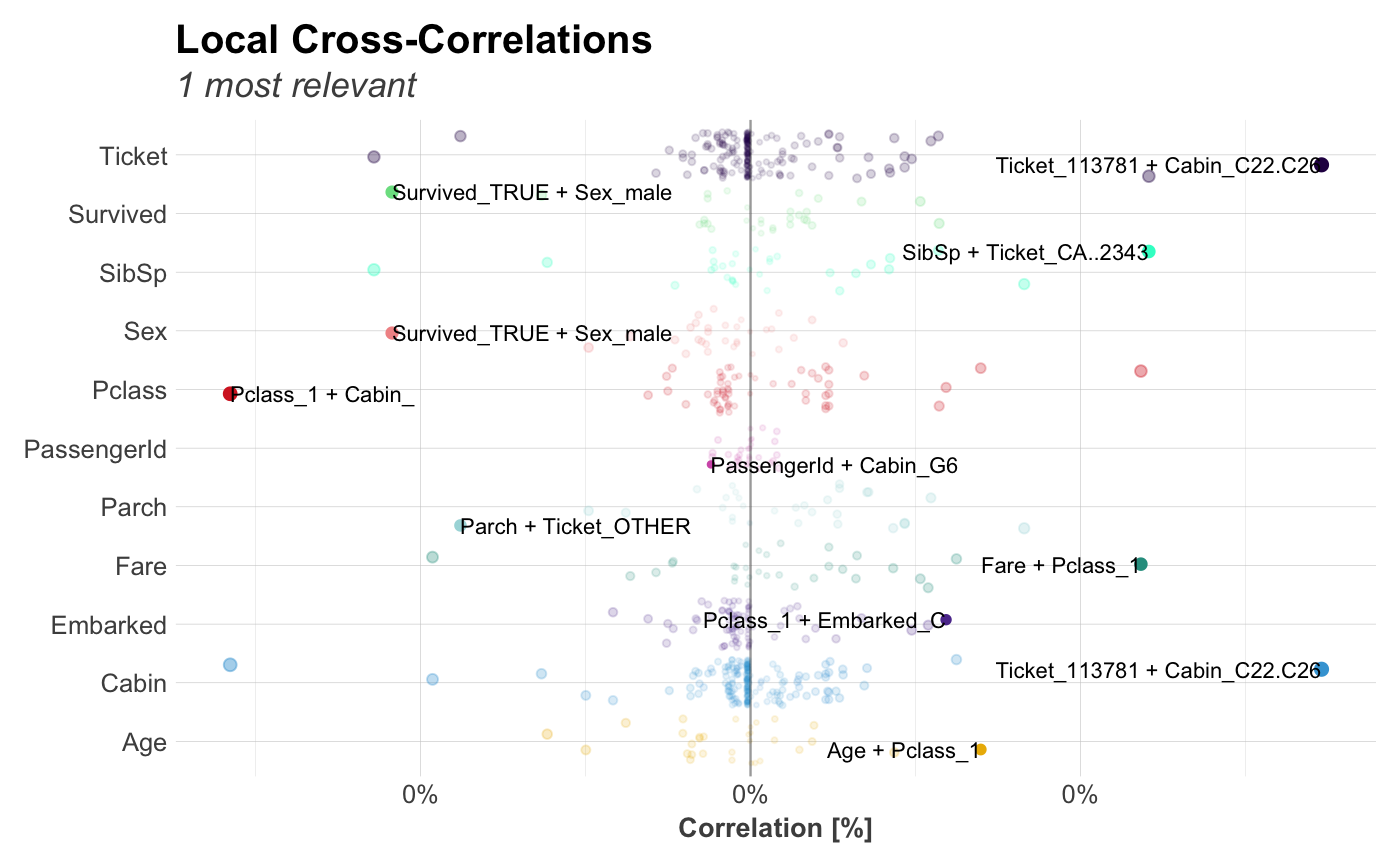 Local Cross-Correlations
1 most relevant
Ticket
Ticket_113781 + Cabin_C22.C26
Survived_TRUE + Sex_male
Survived
SibSp + Ticket_CA..2343
SibSp
Sex
Survived_TRUE + Sex_male
Pclass
Pclass_1 + Cabin_
PassengerId
PassengerId + Cabin_G6
Parch
Parch + Ticket_OTHER
Fare
Fare + Pclass_1
Pclass_1 + Embarked_C
Embarked
Ticket_113781 + Cabin_C22.C26
Cabin
Age
Age + Pclass_1
0% 0% 0%
Correlation [%]